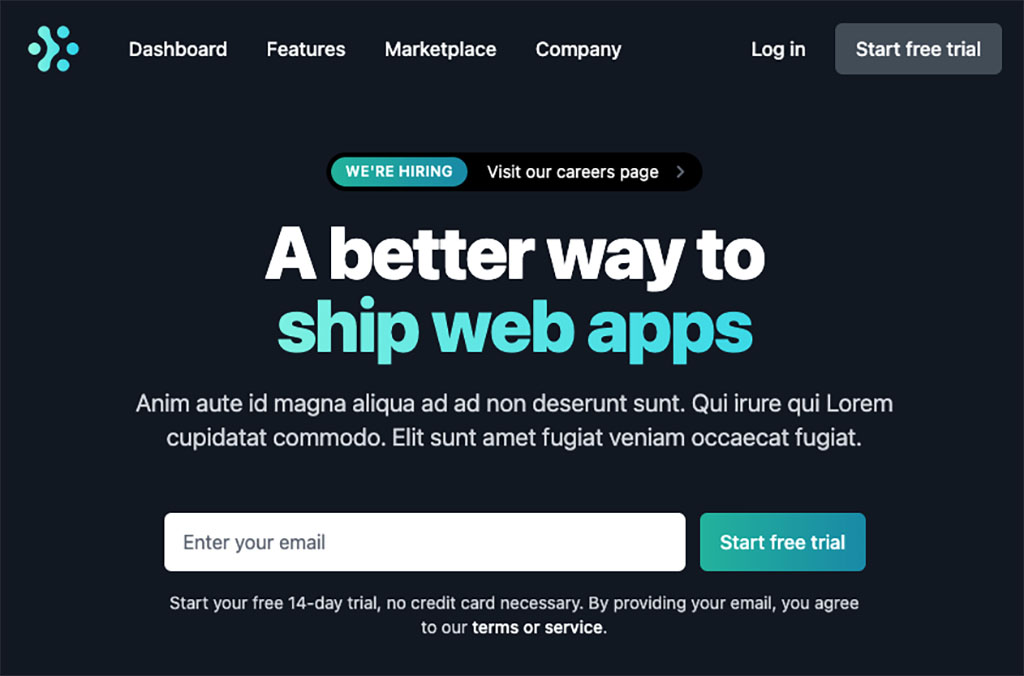 Dashboard Features Marketplace Company Log in Start free trial
WE'RE HIRING Visit our careers page
A better way to
ship web apps
Anim aute id magna aliqua ad ad non deserunt sunt. Qui irure qui Lorem
cupidatat commodo. Elit sunt amet fugiat veniam occaecat fugiat.
Enter your email Start free trial
Start your free 14-day trial, no credit card necessary. By providing your email, you agree
to our terms or service.